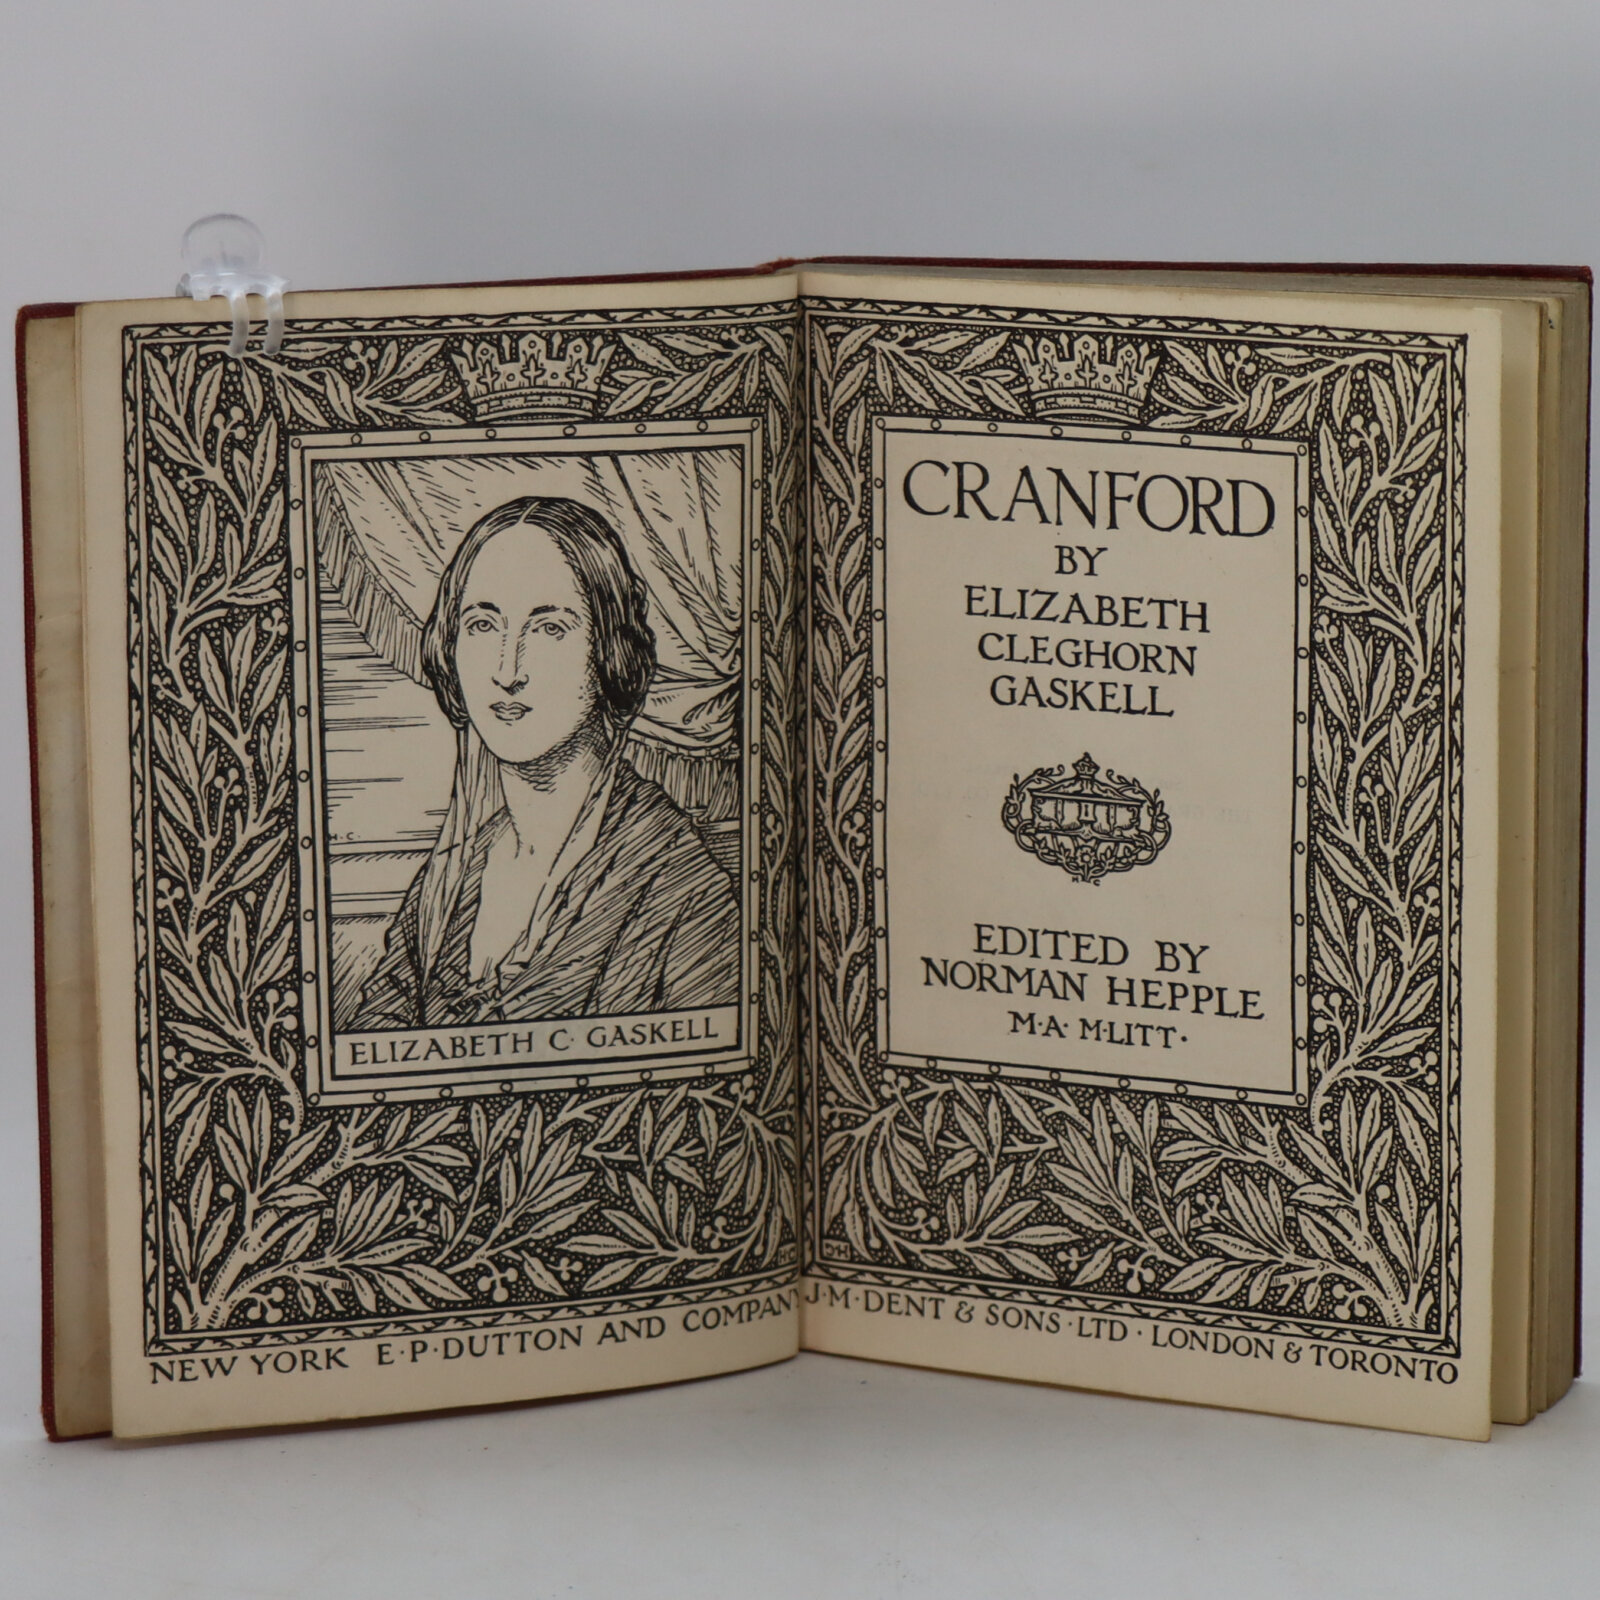 H.C.
ELIZABETH C. GASKELL
H C
NEW YORK E·P·DUTTON AND COMPANY
CRANFORD
BY
ELIZABETH
CLEGHORN
GASKELL
H C
EDITED BY
NORMAN HEPPLE
M·A· M·LITT·
J·M·DENT & SONS·LTD·LONDON & TORONTO